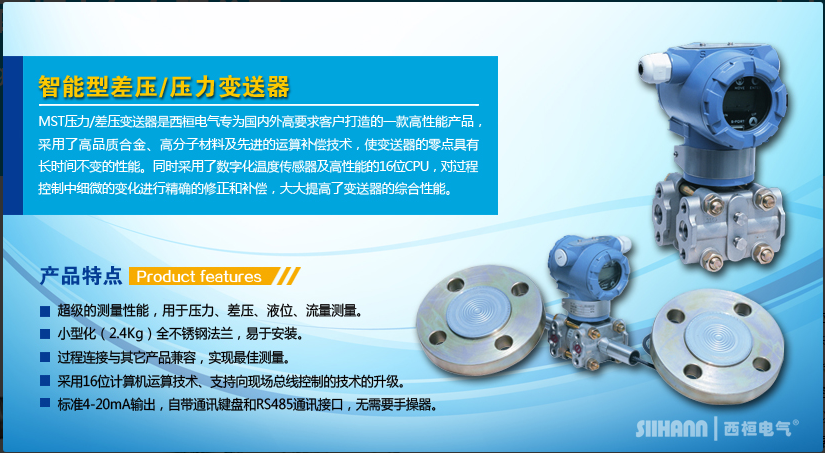 智能型差压/压力变送器
MST压力/差压变送器是西桓电气专为国内外高要求客户打造的一款高性能产品，
采用了高品质合金、高分子材料及先进的运算补偿技术，使变送器的零点具有
长时间不变的性能。同时采用了数字化温度传感器及高性能的16位CPU，对过程
控制中细微的变化进行精确的修正和补偿，大大提高了变送器的综合性能。
产品特点 Product features
超级的测量性能，用于压力、差压、液位、流量测量。
小型化（2.4Kg）全不锈钢法兰，易于安装。
过程连接与其它产品兼容，实现最佳测量。
采用16位计算机运算技术、支持向现场总线控制的技术的升级。
标准4-20mA输出，自带通讯键盘和RS485通讯接口，无需要手操器。
SIIHANN 西桓电气®